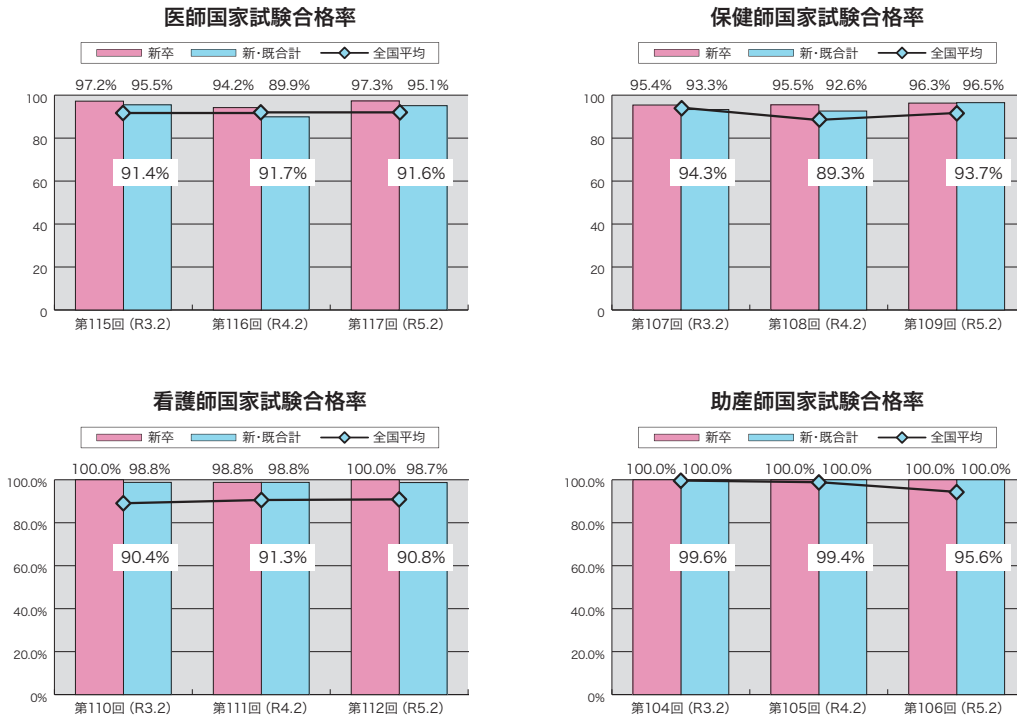 医師国家試験合格率
新卒 新・既合計 全国平均
97.2% 95.5% 94.2% 89.9% 97.3% 95.1%
100
80
60
40
20
0
91.4% 91.7% 91.6%
第115回 (R3.2) 第116回 (R4.2) 第117回 (R5.2)
保健師国家試験合格率
新卒 新・既合計 全国平均
95.4% 93.3% 95.5% 92.6% 96.3% 96.5%
100
80
60
40
20
0
94.3% 89.3% 93.7%
第107回 (R3.2) 第108回 (R4.2) 第109回 (R5.2)
看護師国家試験合格率
新卒 新・既合計 全国平均
100.0% 98.8% 98.8% 98.8% 100.0% 98.7%
100.0%
80.0%
60.0%
40.0%
20.0%
0%
90.4% 91.3% 90.8%
第110回 (R3.2) 第111回 (R4.2) 第112回 (R5.2)
助産師国家試験合格率
新卒 新・既合計 全国平均
100.0% 100.0% 100.0% 100.0% 100.0% 100.0%
100.0%
80.0%
60.0%
40.0%
20.0%
0%
99.6% 99.4% 95.6%
第104回 (R3.2) 第105回 (R4.2) 第106回 (R5.2)